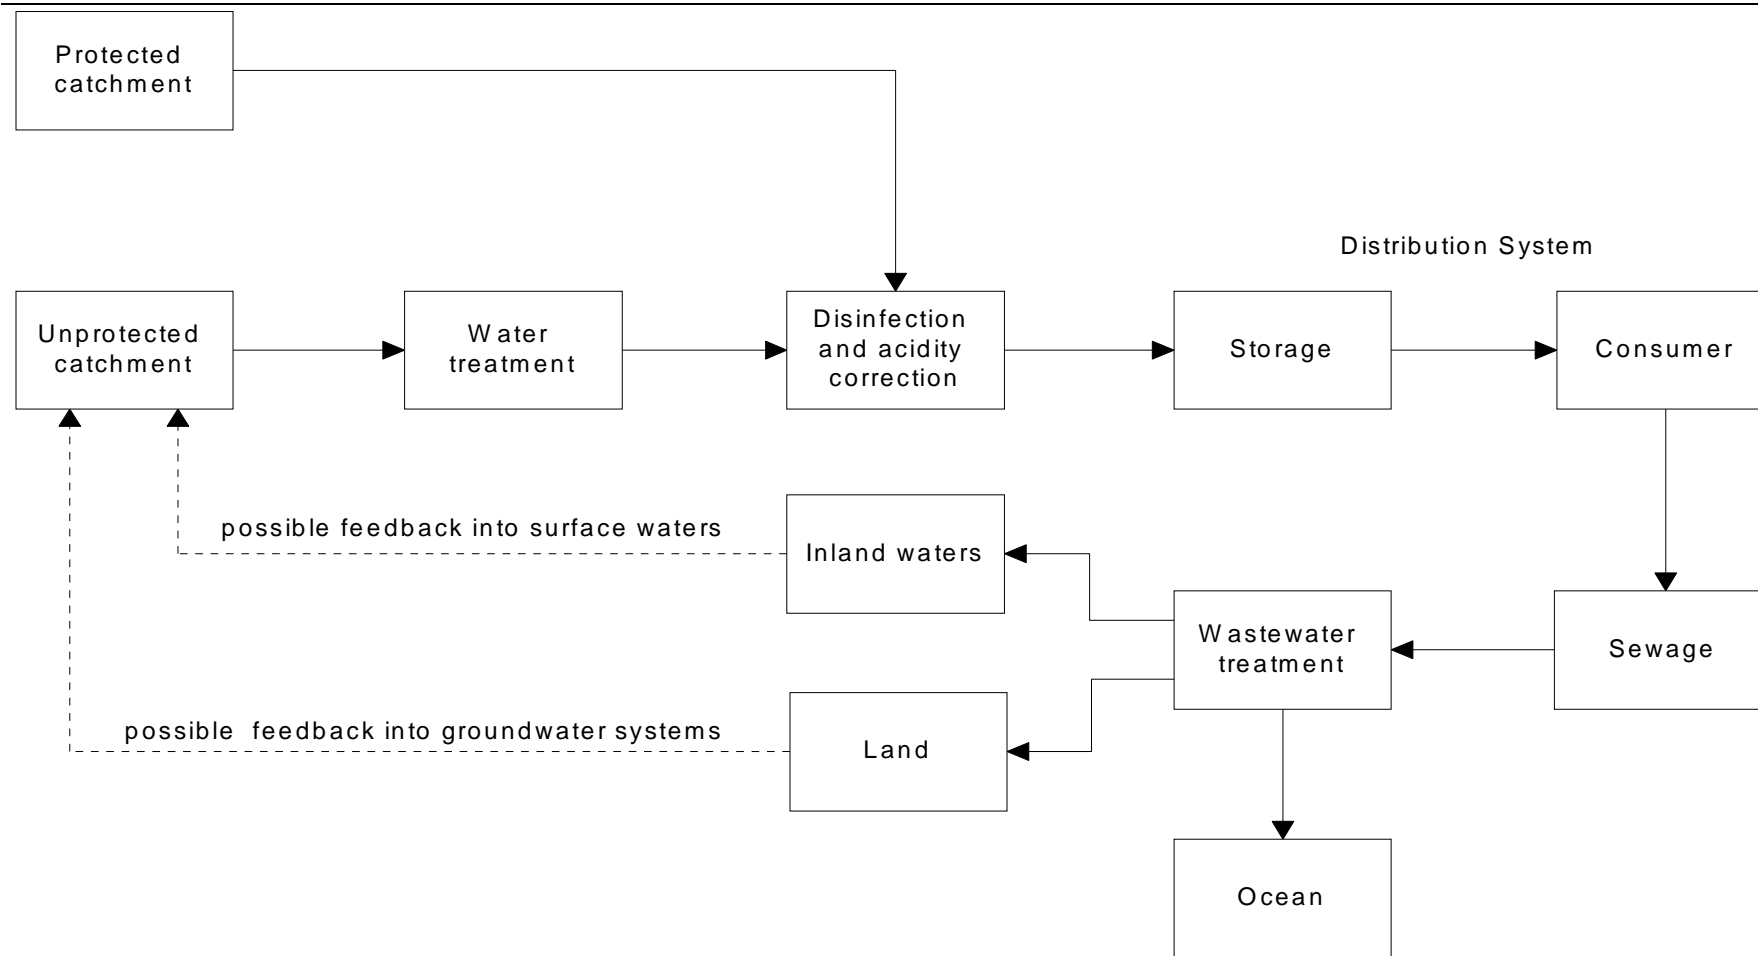 Protected
catchment
Distribution System
Unprotected
catchment
Water
treatment
Disinfection
and acidity
correction
Storage
Consumer
possible feedback into surface waters
Inland waters
Wastewater
treatment
Sewage
possible feedback into groundwater systems
Land
Ocean